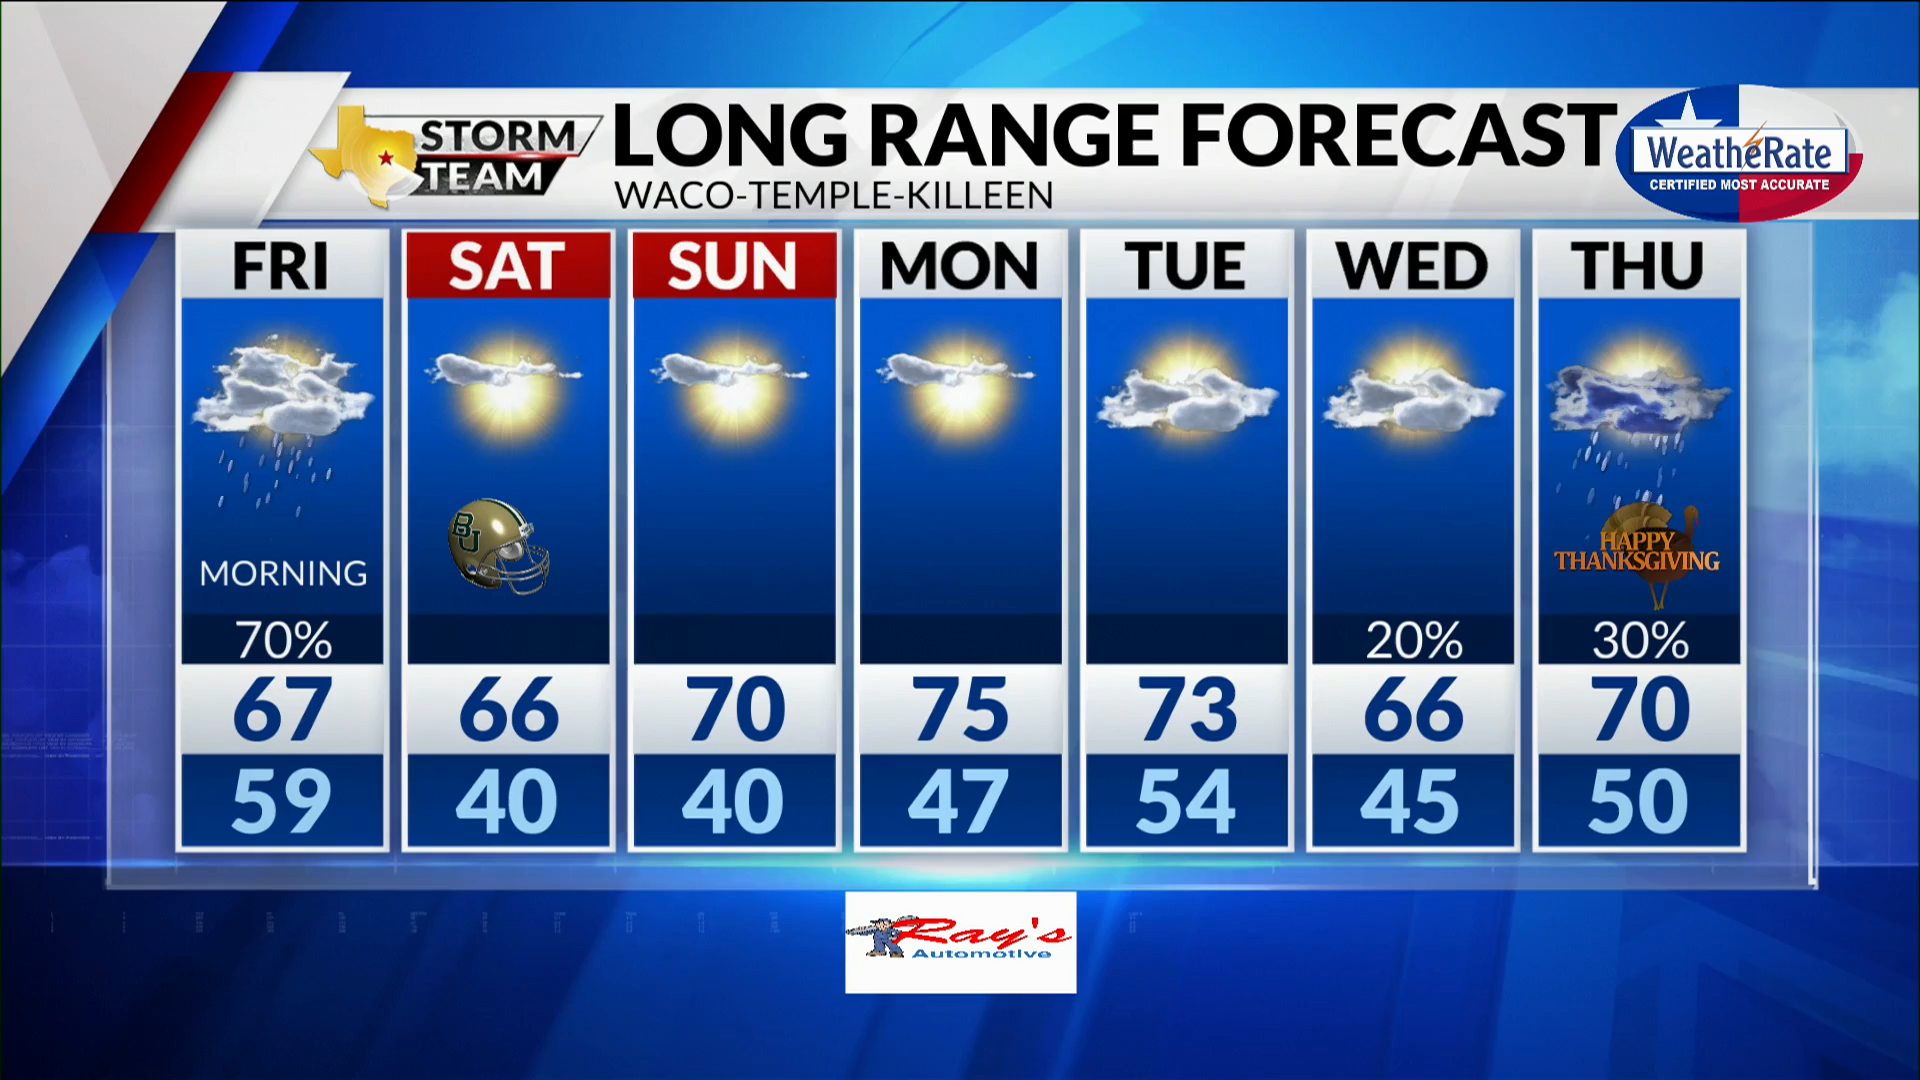 STORM
TEAM
LONG RANGE FORECAST
WACO-TEMPLE-KILLEEN
WeatheRate
CERTIFIED MOST ACCURATE
FRI SAT SUN MON TUE WED THU
BU
HAPPY
THANKSGIVING
MORNING
70% 20% 30%
67 66 70 75 73 66 70
59 40 40 47 54 45 50
Ray's
Automotive